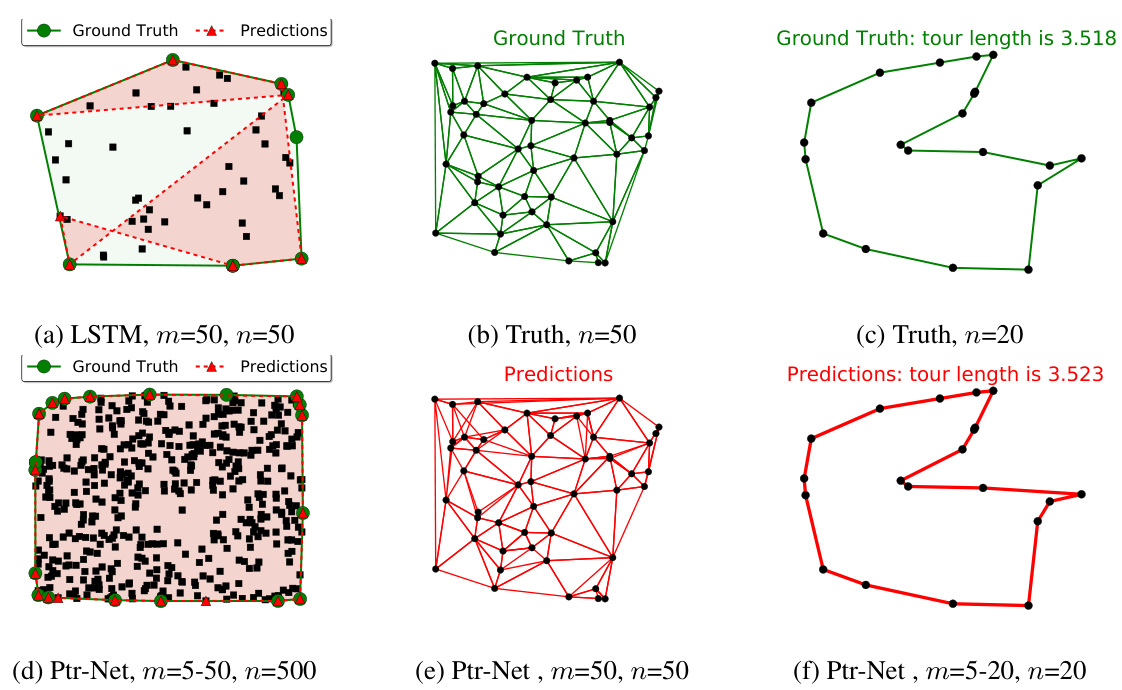 Ground Truth Predictions
Ground Truth
Ground Truth: tour length is 3.518
(a) LSTM, m=50, n=50
(b) Truth, n=50
(c) Truth, n=20
Ground Truth Predictions
Predictions
Predictions: tour length is 3.523
(d) Ptr-Net, m=5-50, n=500
(e) Ptr-Net , m=50, n=50
(f) Ptr-Net , m=5-20, n=20